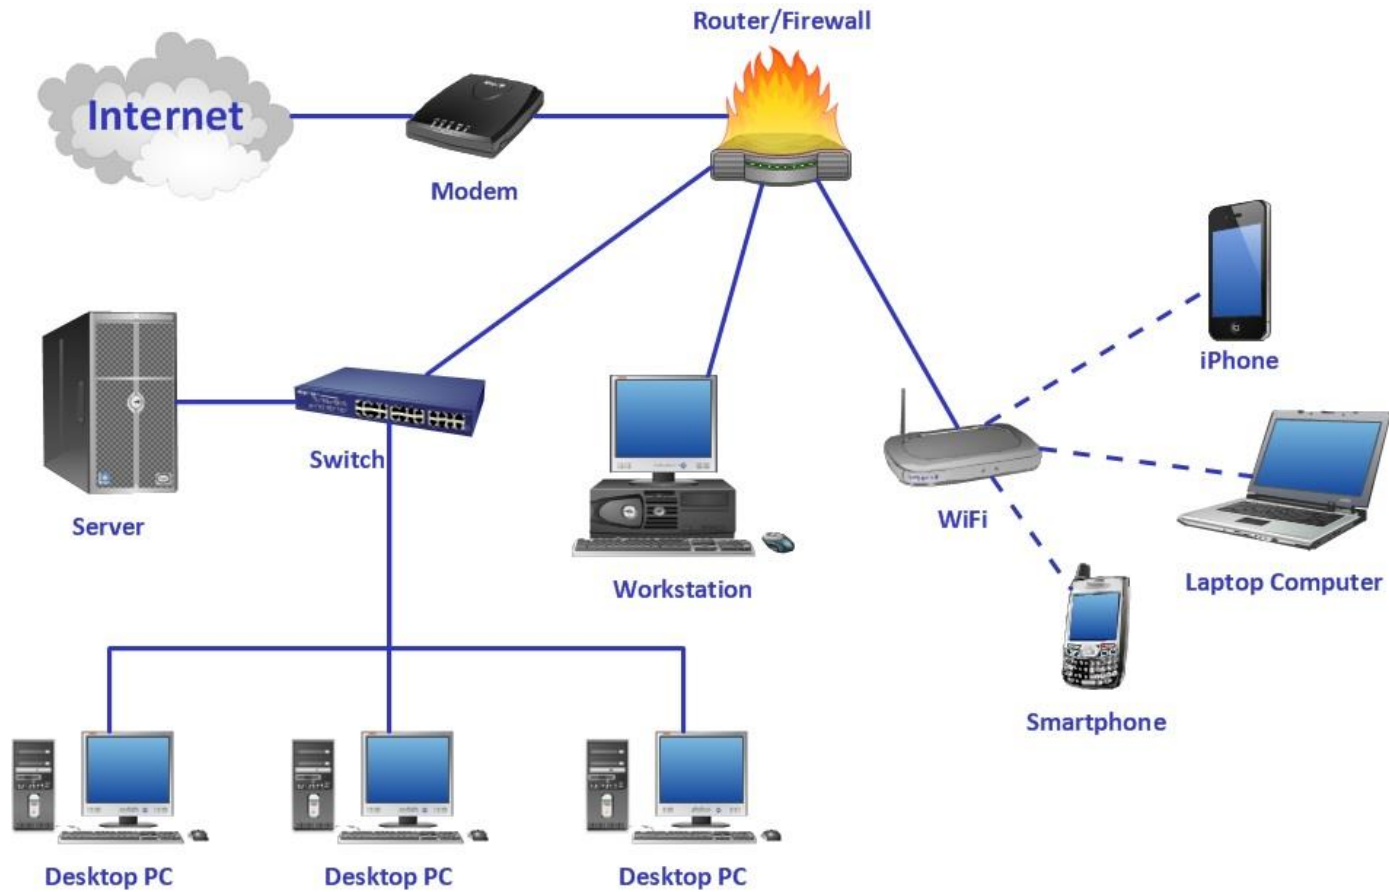 Router/Firewall
Internet
Modem
iPhone
Switch
Server
WiFi
Workstation
Laptop Computer
Smartphone
Desktop PC
Desktop PC
Desktop PC